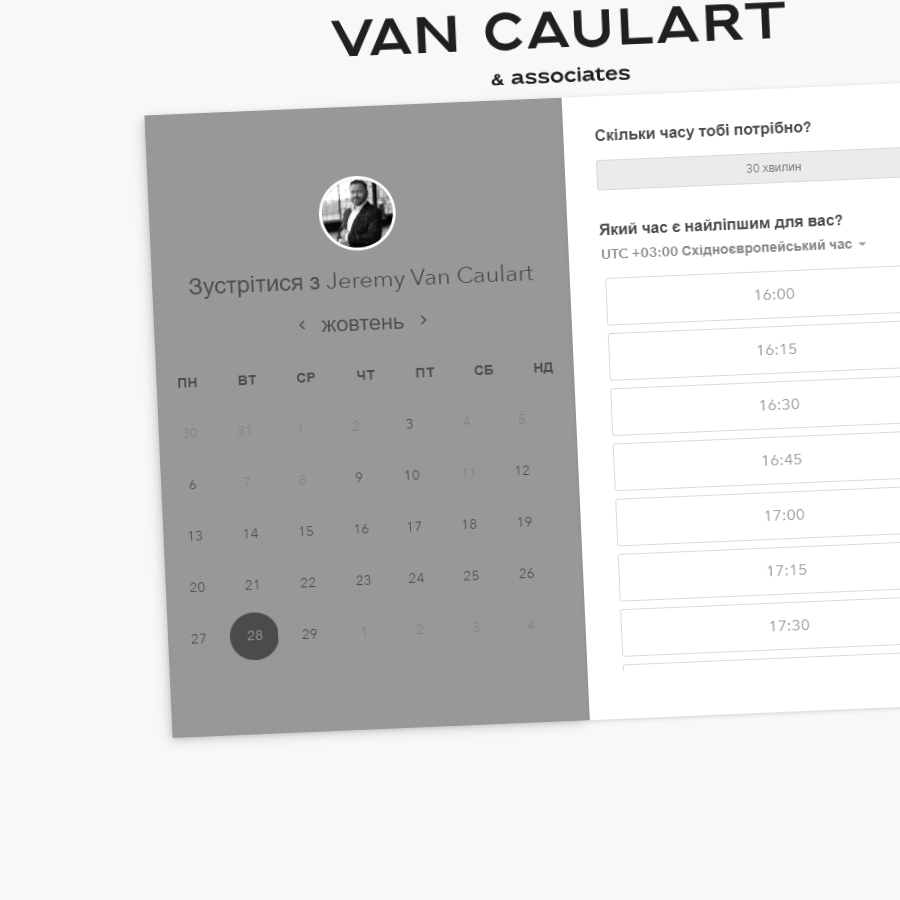 VAN CAULART
& associates
Зустрітися з Jeremy Van Caulart
жовтень
ПН ВТ СР ЧТ ПТ СБ НД
30 31 1 2 3 4 5
6 7 8 9 10 11 12
13 14 15 16 17 18 19
20 21 22 23 24 25 26
27 28 29 1 2 3 4
Скільки часу тобі потрібно?
30 хвилин
Який час є найліпшим для вас?
UTC +03:00 Східноєвропейський час
16:00
16:15
16:30
16:45
17:00
17:15
17:30